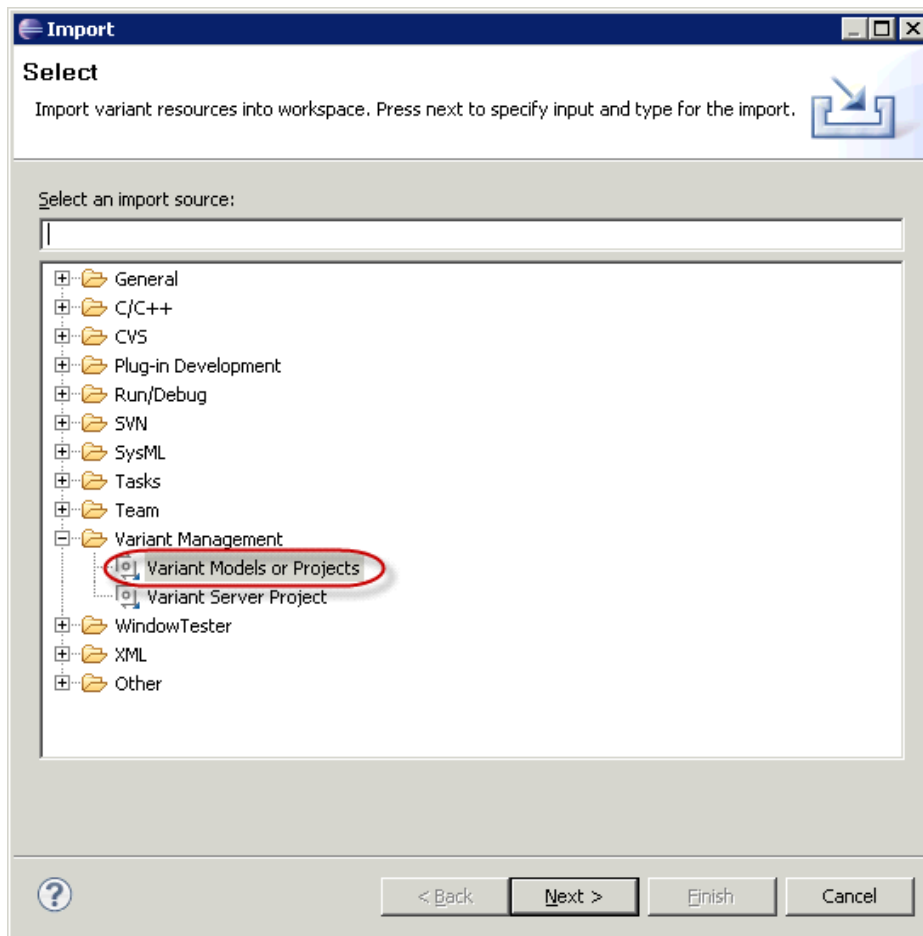 Import
Select
Import variant resources into workspace. Press next to specify input and type for the import.
Select an import source:
General
C/C++
CVS
Plug-in Development
Run/Debug
SVN
SysML
Tasks
Team
Variant Management
Variant Models or Projects
Variant Server Project
WindowTester
XML
Other
?
< Back
Next >
Finish
Cancel